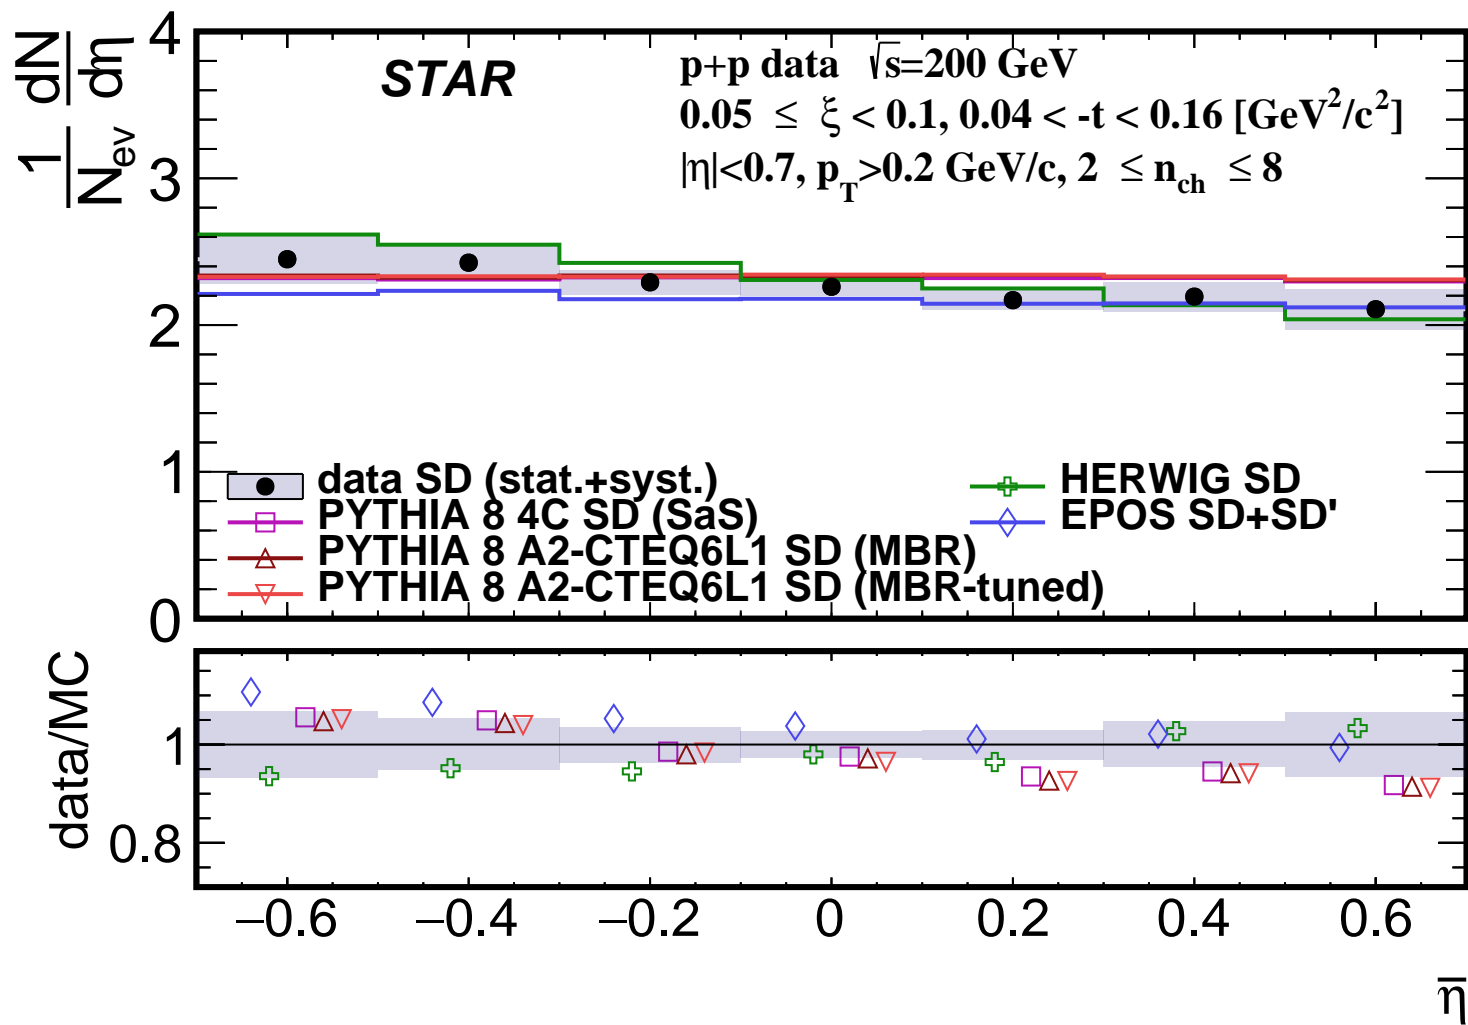 1/N_ev dN/dη
4
3
2
1
0
STAR
p+p data √s=200 GeV
0.05 ≤ ξ < 0.1, 0.04 < -t < 0.16 [GeV²/c²]
|η|<0.7, p_T>0.2 GeV/c, 2 ≤ n_ch ≤ 8
data SD (stat.+syst.)
PYTHIA 8 4C SD (SaS)
PYTHIA 8 A2-CTEQ6L1 SD (MBR)
PYTHIA 8 A2-CTEQ6L1 SD (MBR-tuned)
HERWIG SD
EPOS SD+SD'
data/MC
1
0.8
−0.6 −0.4 −0.2 0 0.2 0.4 0.6
η̅